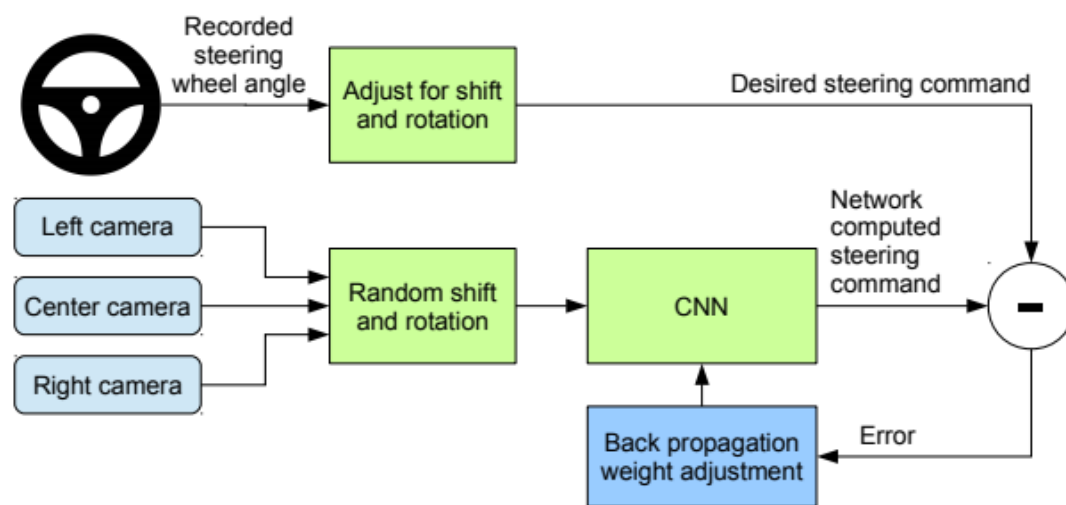 Recorded
steering
wheel angle
Adjust for shift
and rotation
Desired steering command
Left camera
Center camera
Right camera
Random shift
and rotation
CNN
Network
computed
steering
command
-
Back propagation
weight adjustment
Error